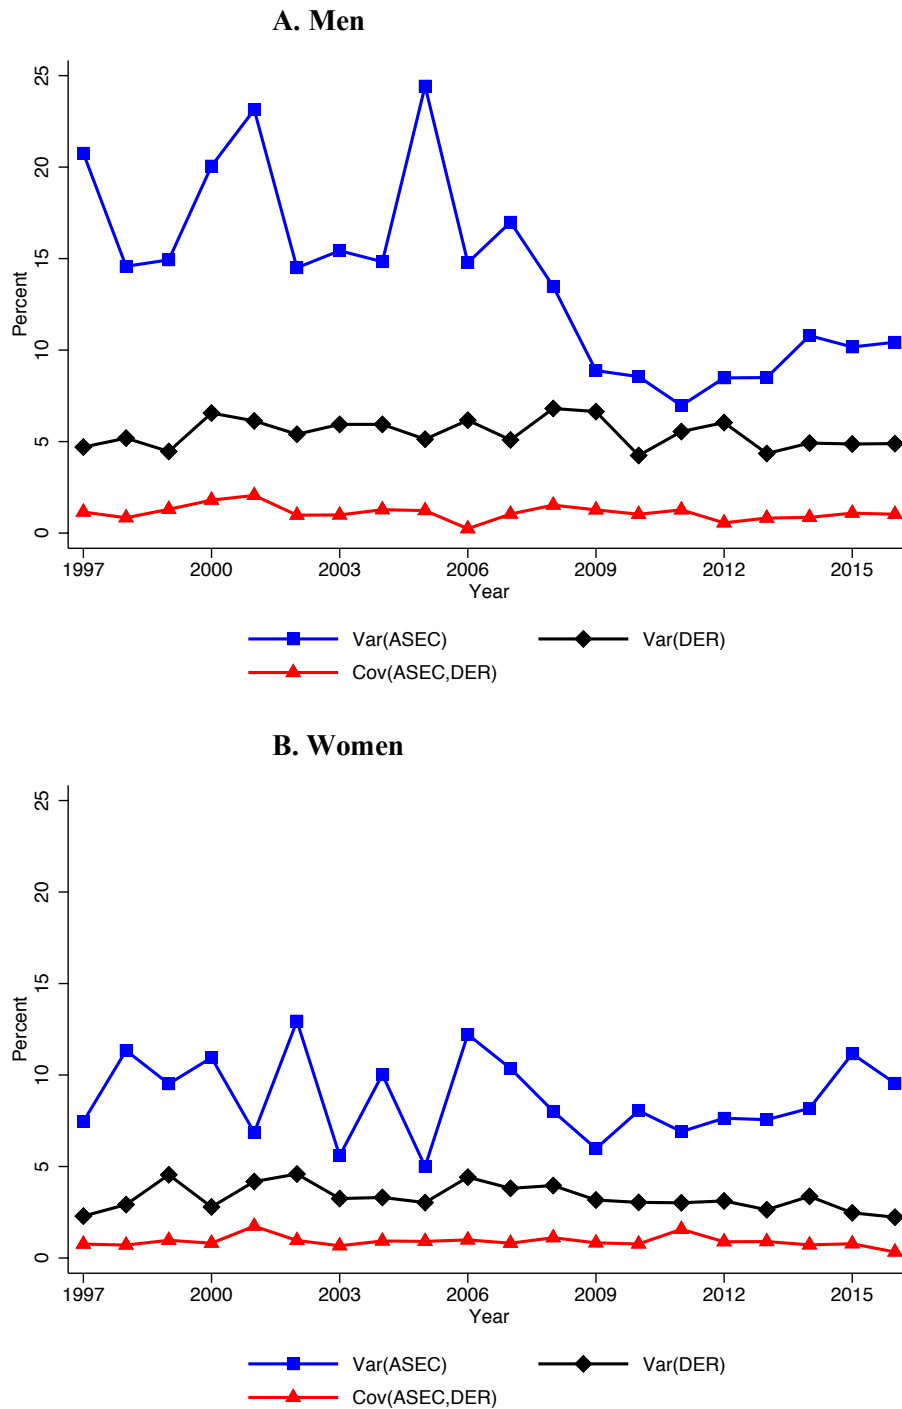 A. Men
25
20
15
10
5
0
Percent
1997 2000 2003 2006 2009 2012 2015
Year
Var(ASEC) Var(DER)
Cov(ASEC,DER)
B. Women
25
20
15
10
5
0
Percent
1997 2000 2003 2006 2009 2012 2015
Year
Var(ASEC) Var(DER)
Cov(ASEC,DER)